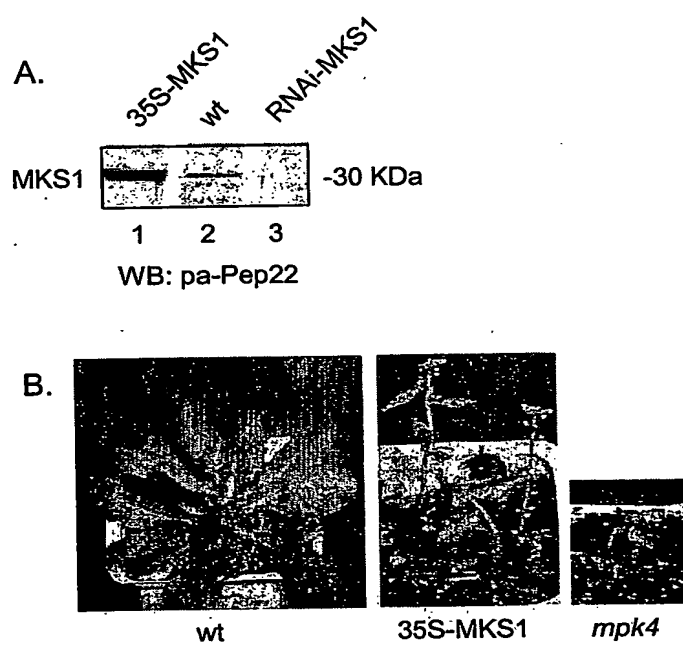 A.
35S-MKS1 wt RNAi-MKS1
MKS1 -30 KDa
1 2 3
WB: pa-Pep22
B.
wt 35S-MKS1 mpk4